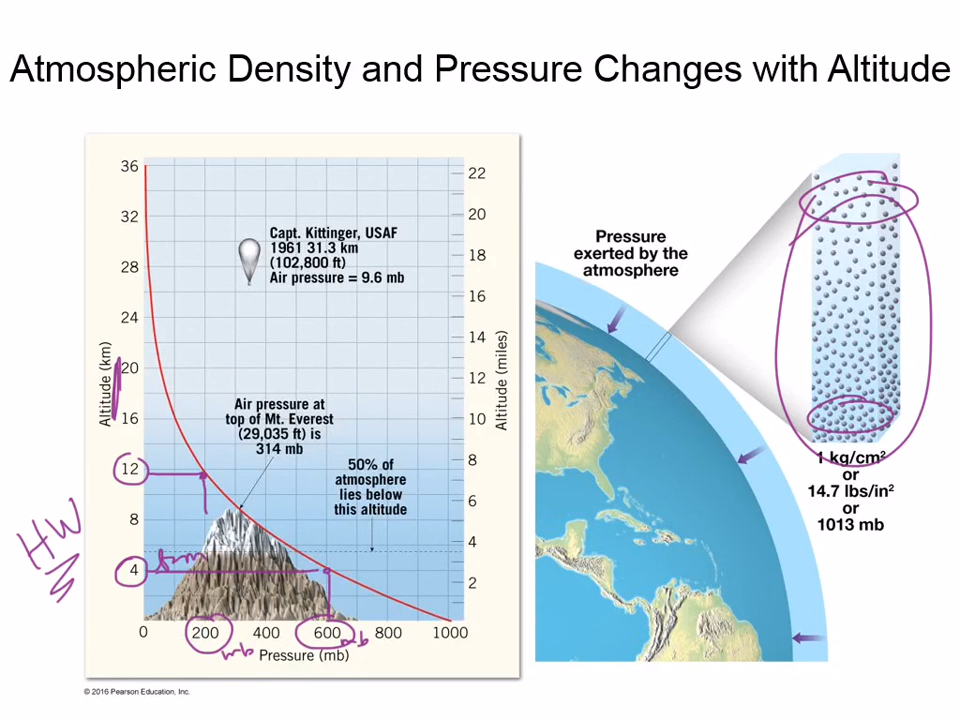 Atmospheric Density and Pressure Changes with Altitude
36
32
28
24
20
16
12
8
4
Altitude (km)
22
20
18
16
14
12
10
8
6
4
2
Altitude (miles)
Capt. Kittinger, USAF
1961 31.3 km
(102,800 ft)
Air pressure = 9.6 mb
Air pressure at
top of Mt. Everest
(29,035 ft) is
314 mb
50% of
atmosphere
lies below
this altitude
HW
0
200
400
600
800
1000
mb
mb
Pressure (mb)
Pressure
exerted by the
atmosphere
1 kg/cm²
or
14.7 lbs/in²
or
1013 mb
© 2016 Pearson Education, Inc.